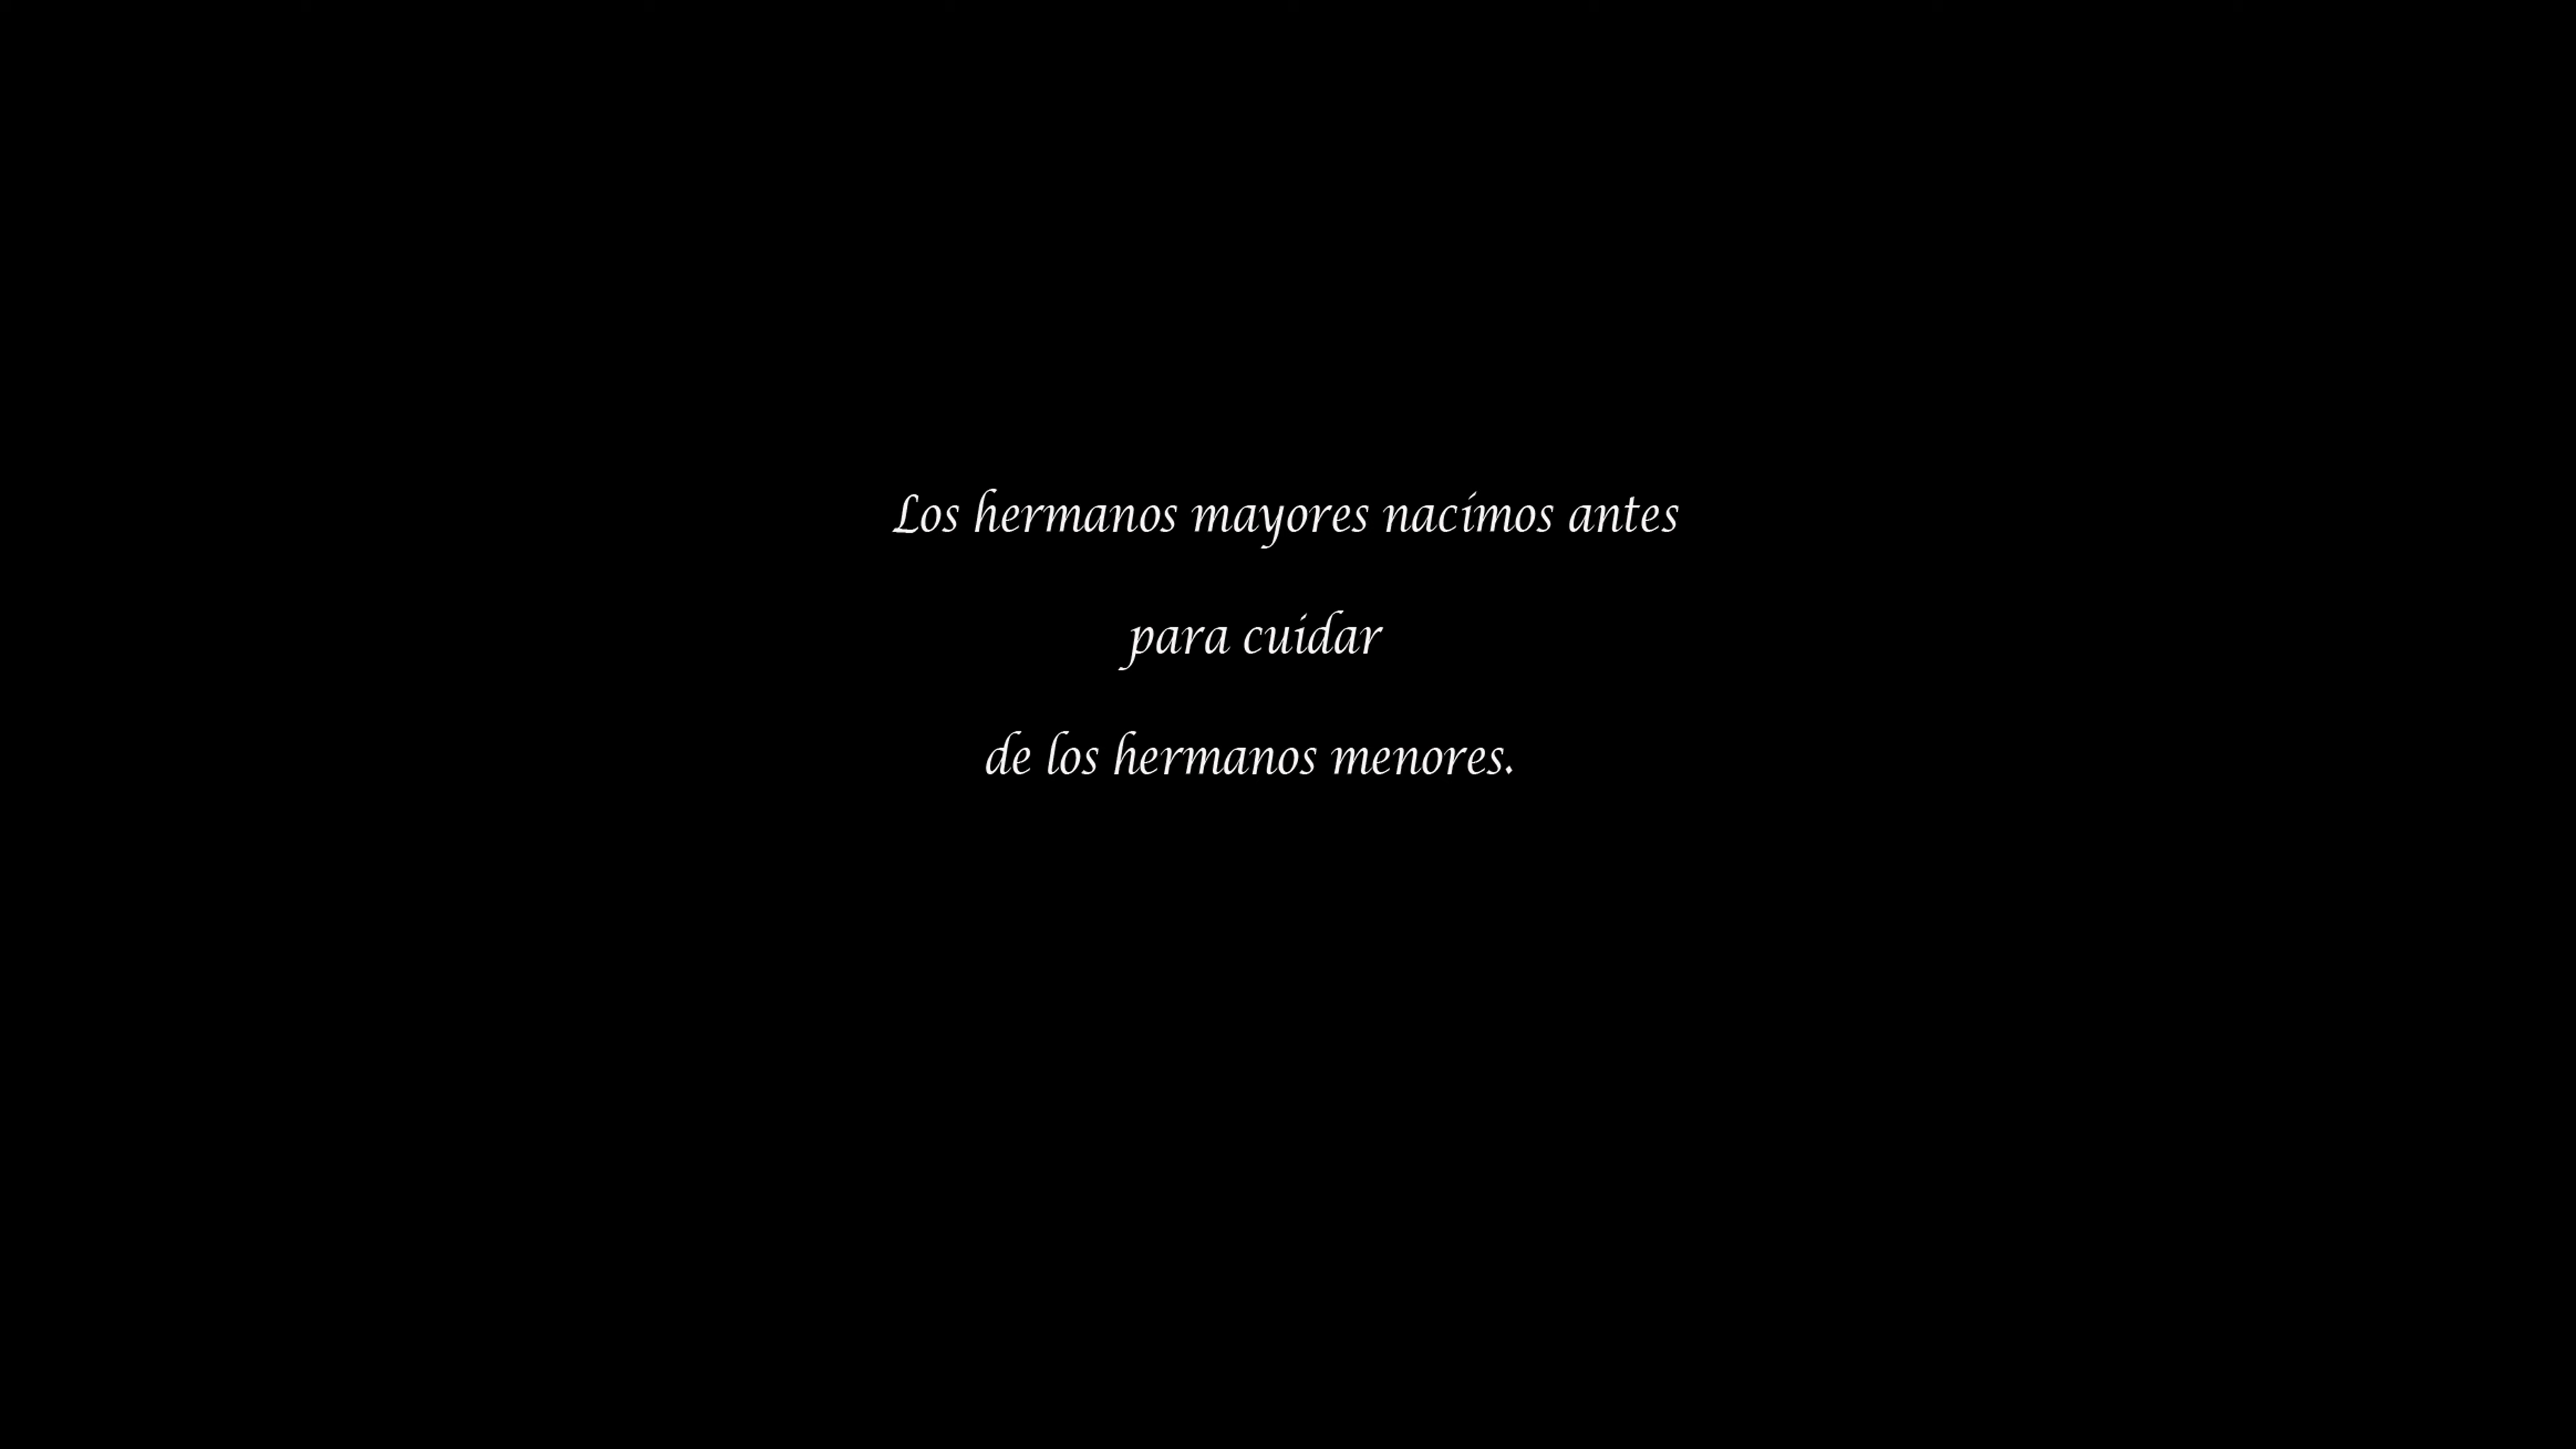 Los hermanos mayores nacimos antes
para cuidar
de los hermanos menores.